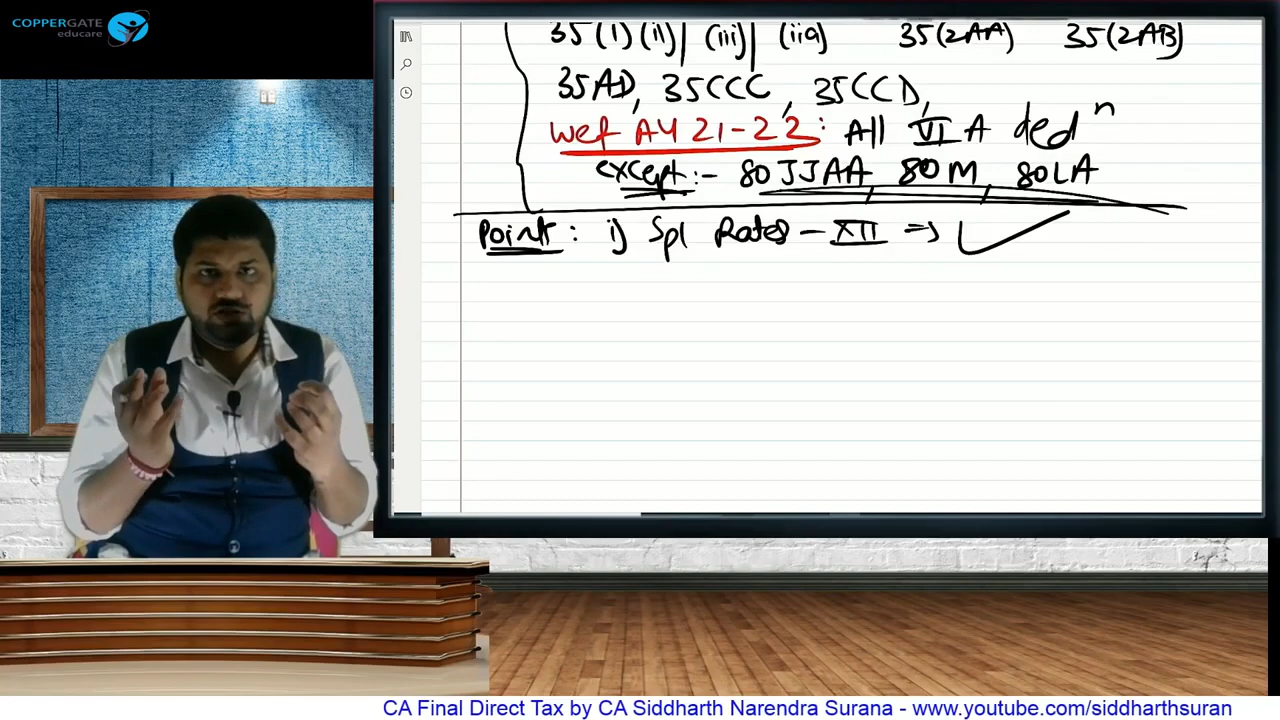 COPPERGATE
educare
35(1)(ii)| (iii)| (iia) 35(2AA) 35(2AB)
35AD, 35CCC, 35CCD,
wef AY 21-22: All VI A dedⁿ
except:- 80JJAA, 80M, 80LA
Point: i) Spl Rates - XII ⇒ ✓
CA Final Direct Tax by CA Siddharth Narendra Surana - www.youtube.com/siddharthsuran